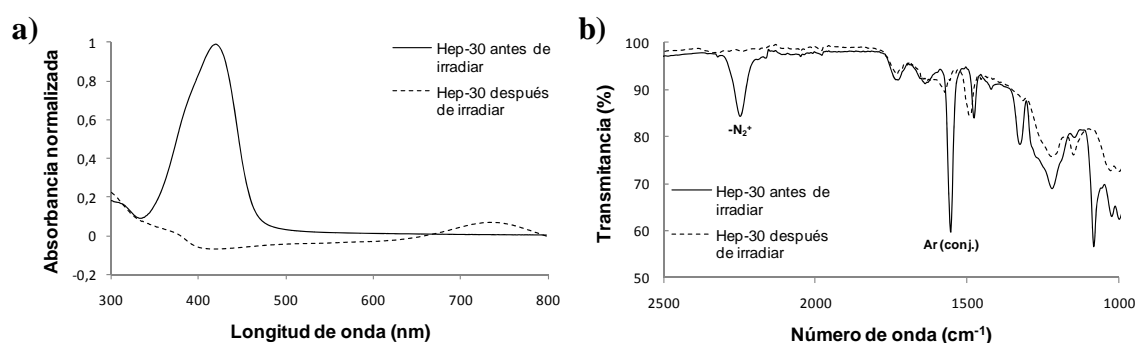 a)
Absorbancia normalizada
1
0,8
0,6
0,4
0,2
0
-0,2
300
400
500
600
700
800
Longitud de onda (nm)
Hep-30 antes de
irradiar
Hep-30 después
de irradiar
b)
Transmitancia (%)
100
90
80
70
60
50
2500
2000
1500
1000
Número de onda (cm⁻¹)
-N₂⁺
Ar (conj.)
Hep-30 antes de
irradiar
Hep-30 después
de irradiar